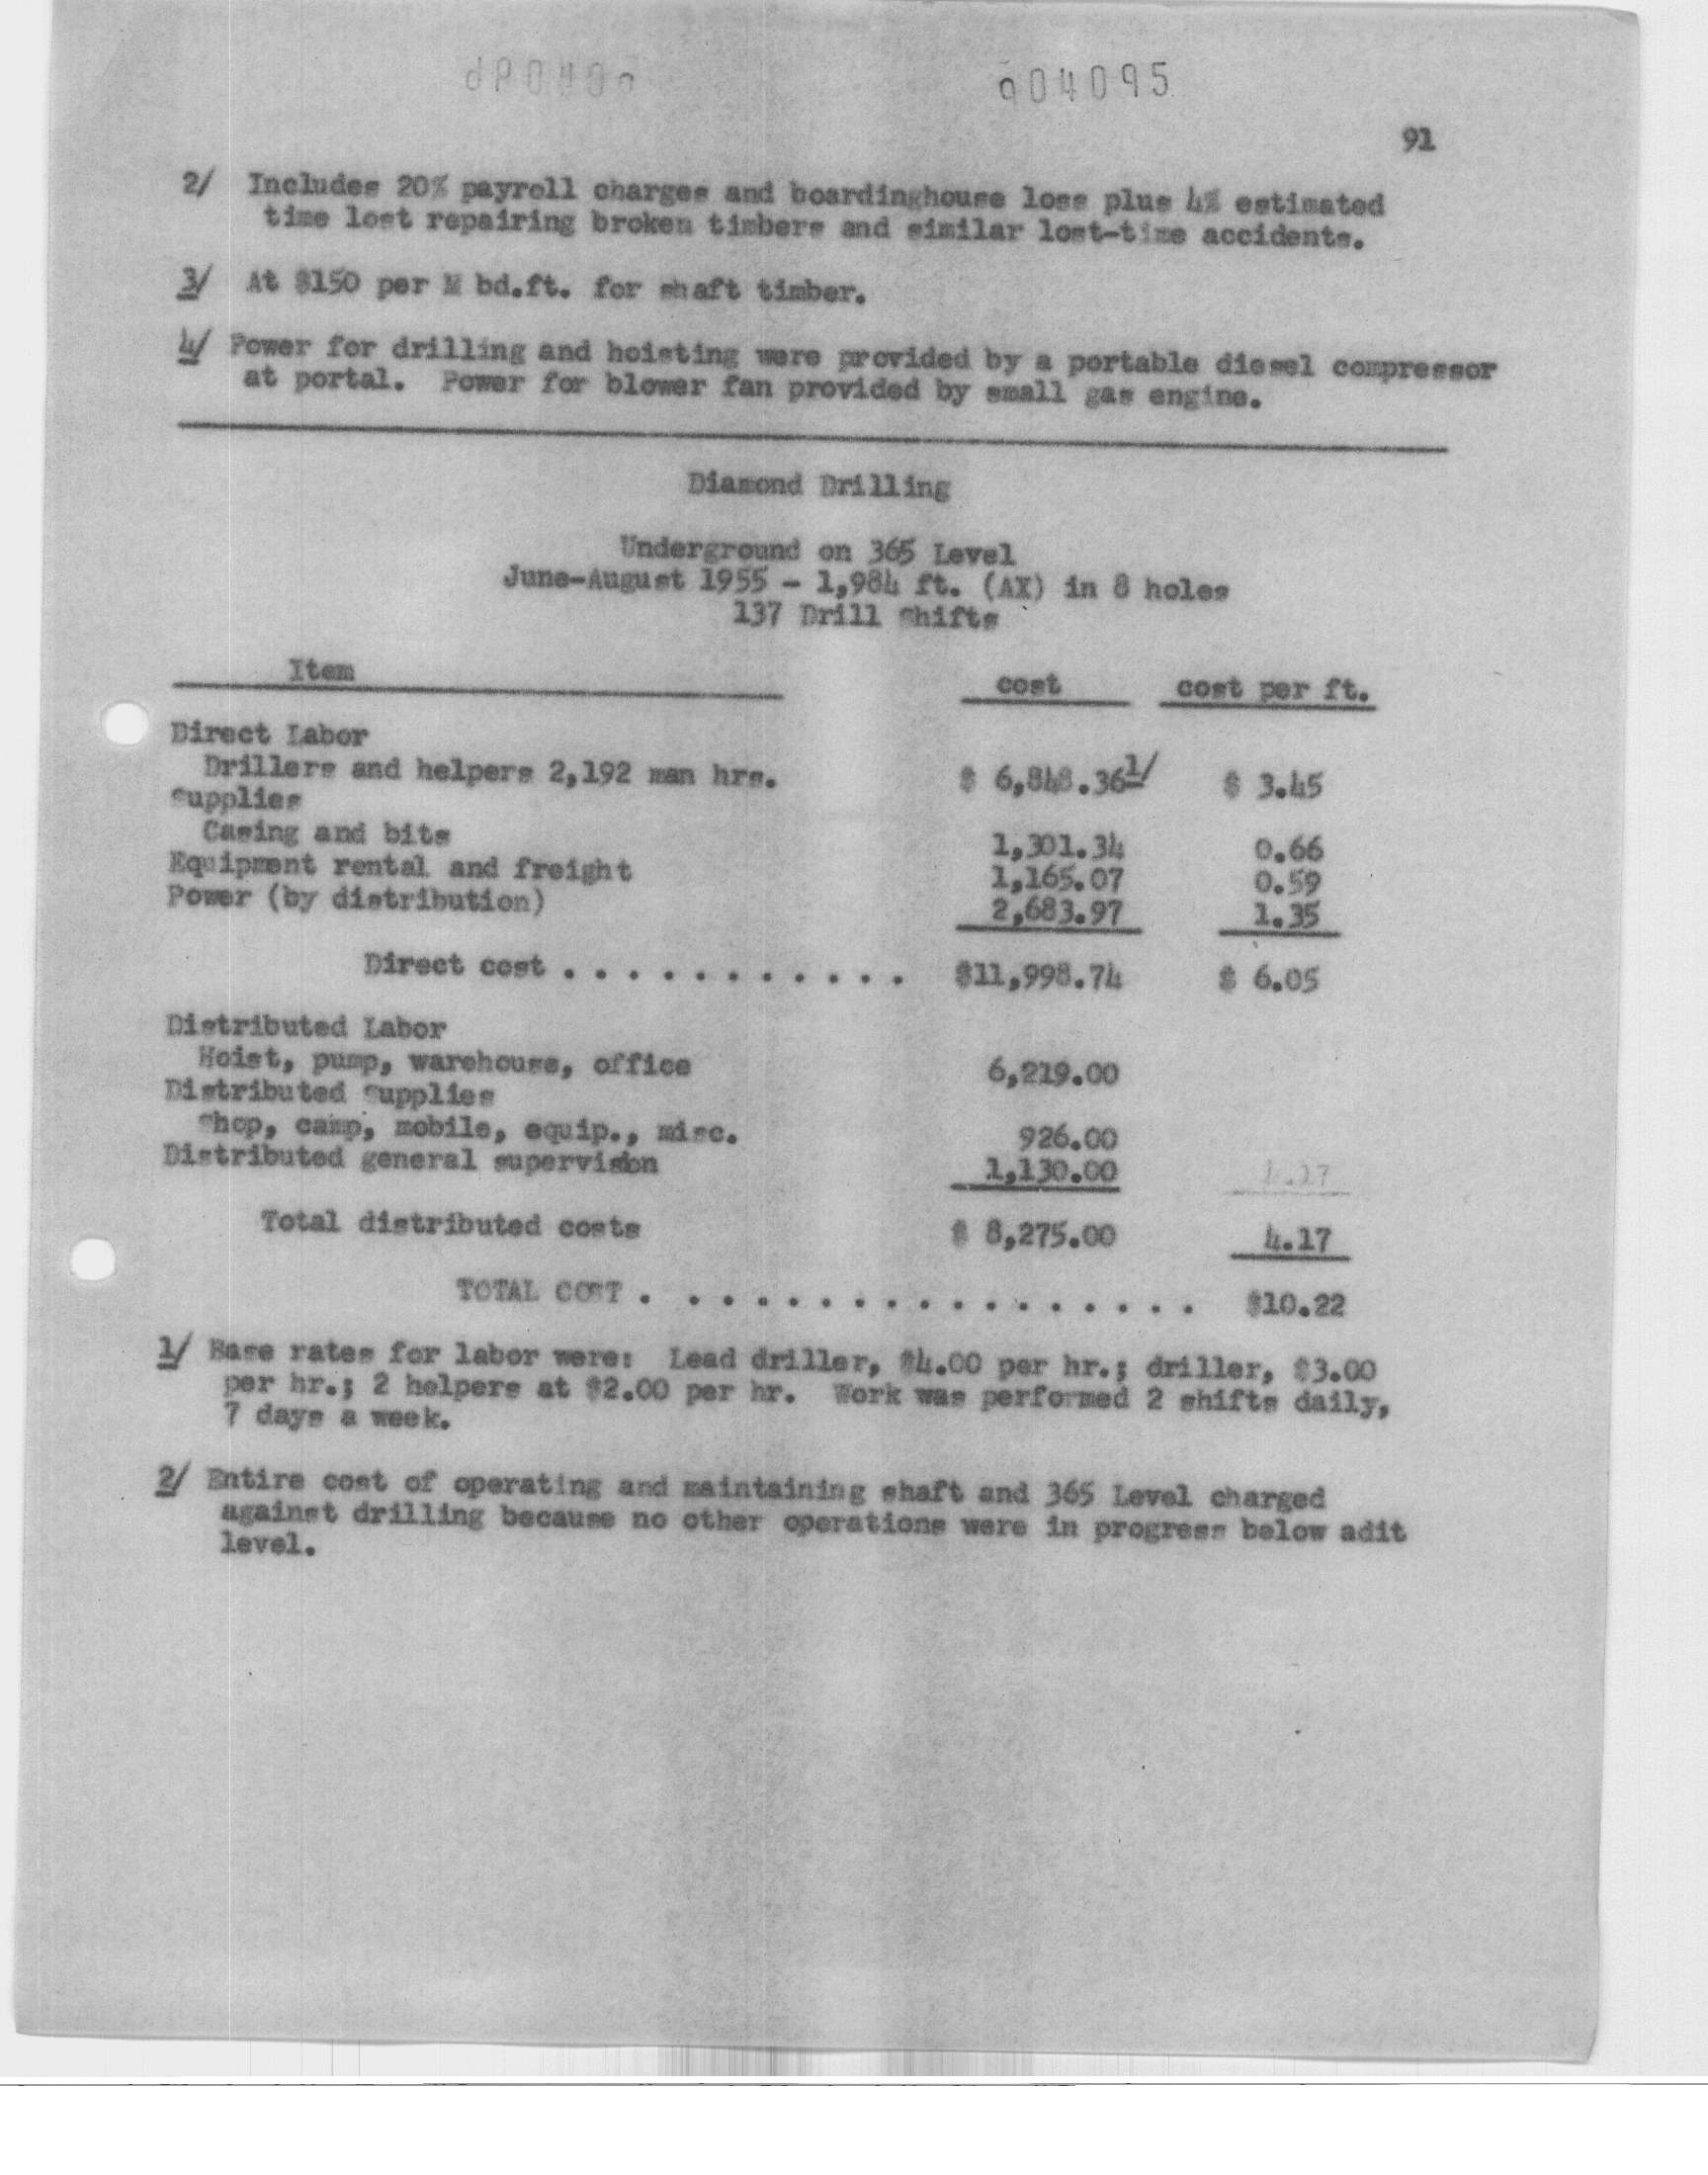 004095
91
2/ Includes 20% payroll charges and boardinghouse loss plus 4% estimated
time lost repairing broken timbers and similar lost-time accidents.
3/ At $150 per M bd.ft. for shaft timber.
4/ Power for drilling and hoisting were provided by a portable diesel compressor
at portal. Power for blower fan provided by small gas engine.
Diamond Drilling
Underground on 365 Level
June-August 1955 - 1,984 ft. (AX) in 8 holes
137 Drill Shifts
Item cost cost per ft.
Direct Labor
Drillers and helpers 2,192 man hrs. $ 6,848.36 1/ $ 3.45
Supplies
Casing and bits 1,301.34 0.66
Equipment rental and freight 1,165.07 0.59
Power (by distribution) 2,683.97 1.35
Direct cost . . . . . . . . . . . $11,998.74 $ 6.05
Distributed Labor
Hoist, pump, warehouse, office 6,219.00
Distributed Supplies
Shop, camp, mobile, equip., misc. 926.00
Distributed general supervision 1,130.00 4.17
Total distributed costs $ 8,275.00 4.17
TOTAL COST . . . . . . . . . . . . . . . . . $10.22
1/ Base rates for labor were: Lead driller, $4.00 per hr.; driller, $3.00
per hr.; 2 helpers at $2.00 per hr. Work was performed 2 shifts daily,
7 days a week.
2/ Entire cost of operating and maintaining shaft and 365 Level charged
against drilling because no other operations were in progress below adit
level.